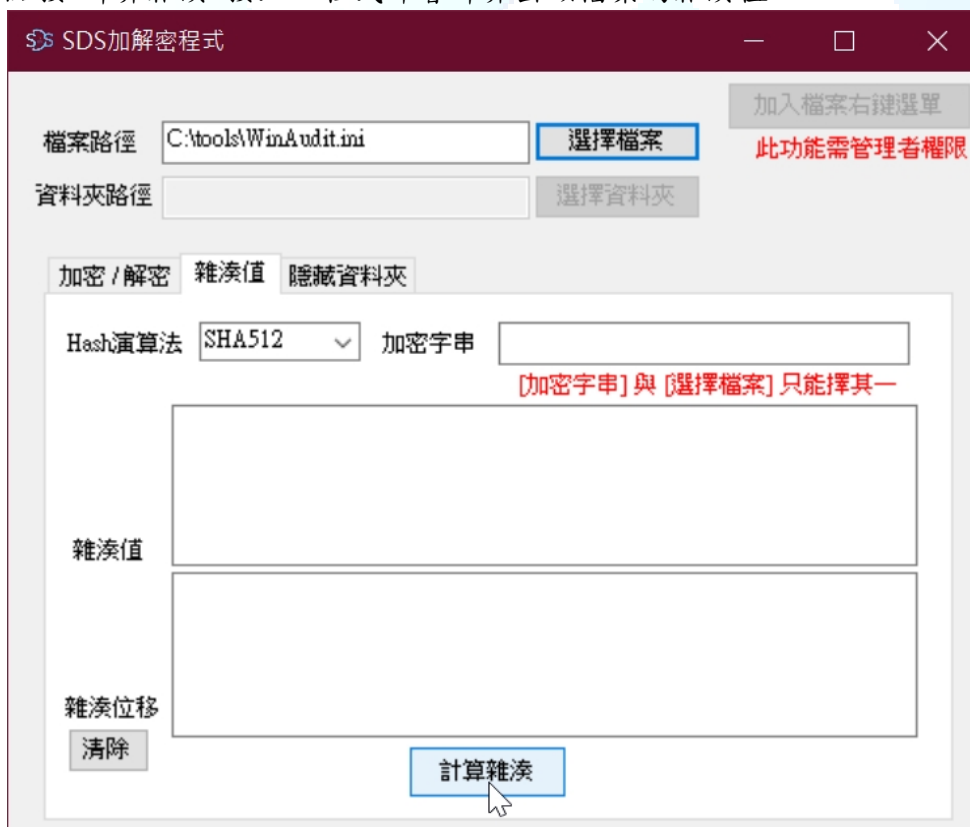 SDS加解密程式
加入檔案右鍵選單
檔案路徑 C:\tools\WinAudit.ini 選擇檔案 此功能需管理者權限
資料夾路徑 選擇資料夾
加密 / 解密 雜湊值 隱藏資料夾
Hash演算法 SHA512 加密字串
[加密字串] 與 [選擇檔案] 只能擇其一
雜湊值
雜湊位移
清除
計算雜湊